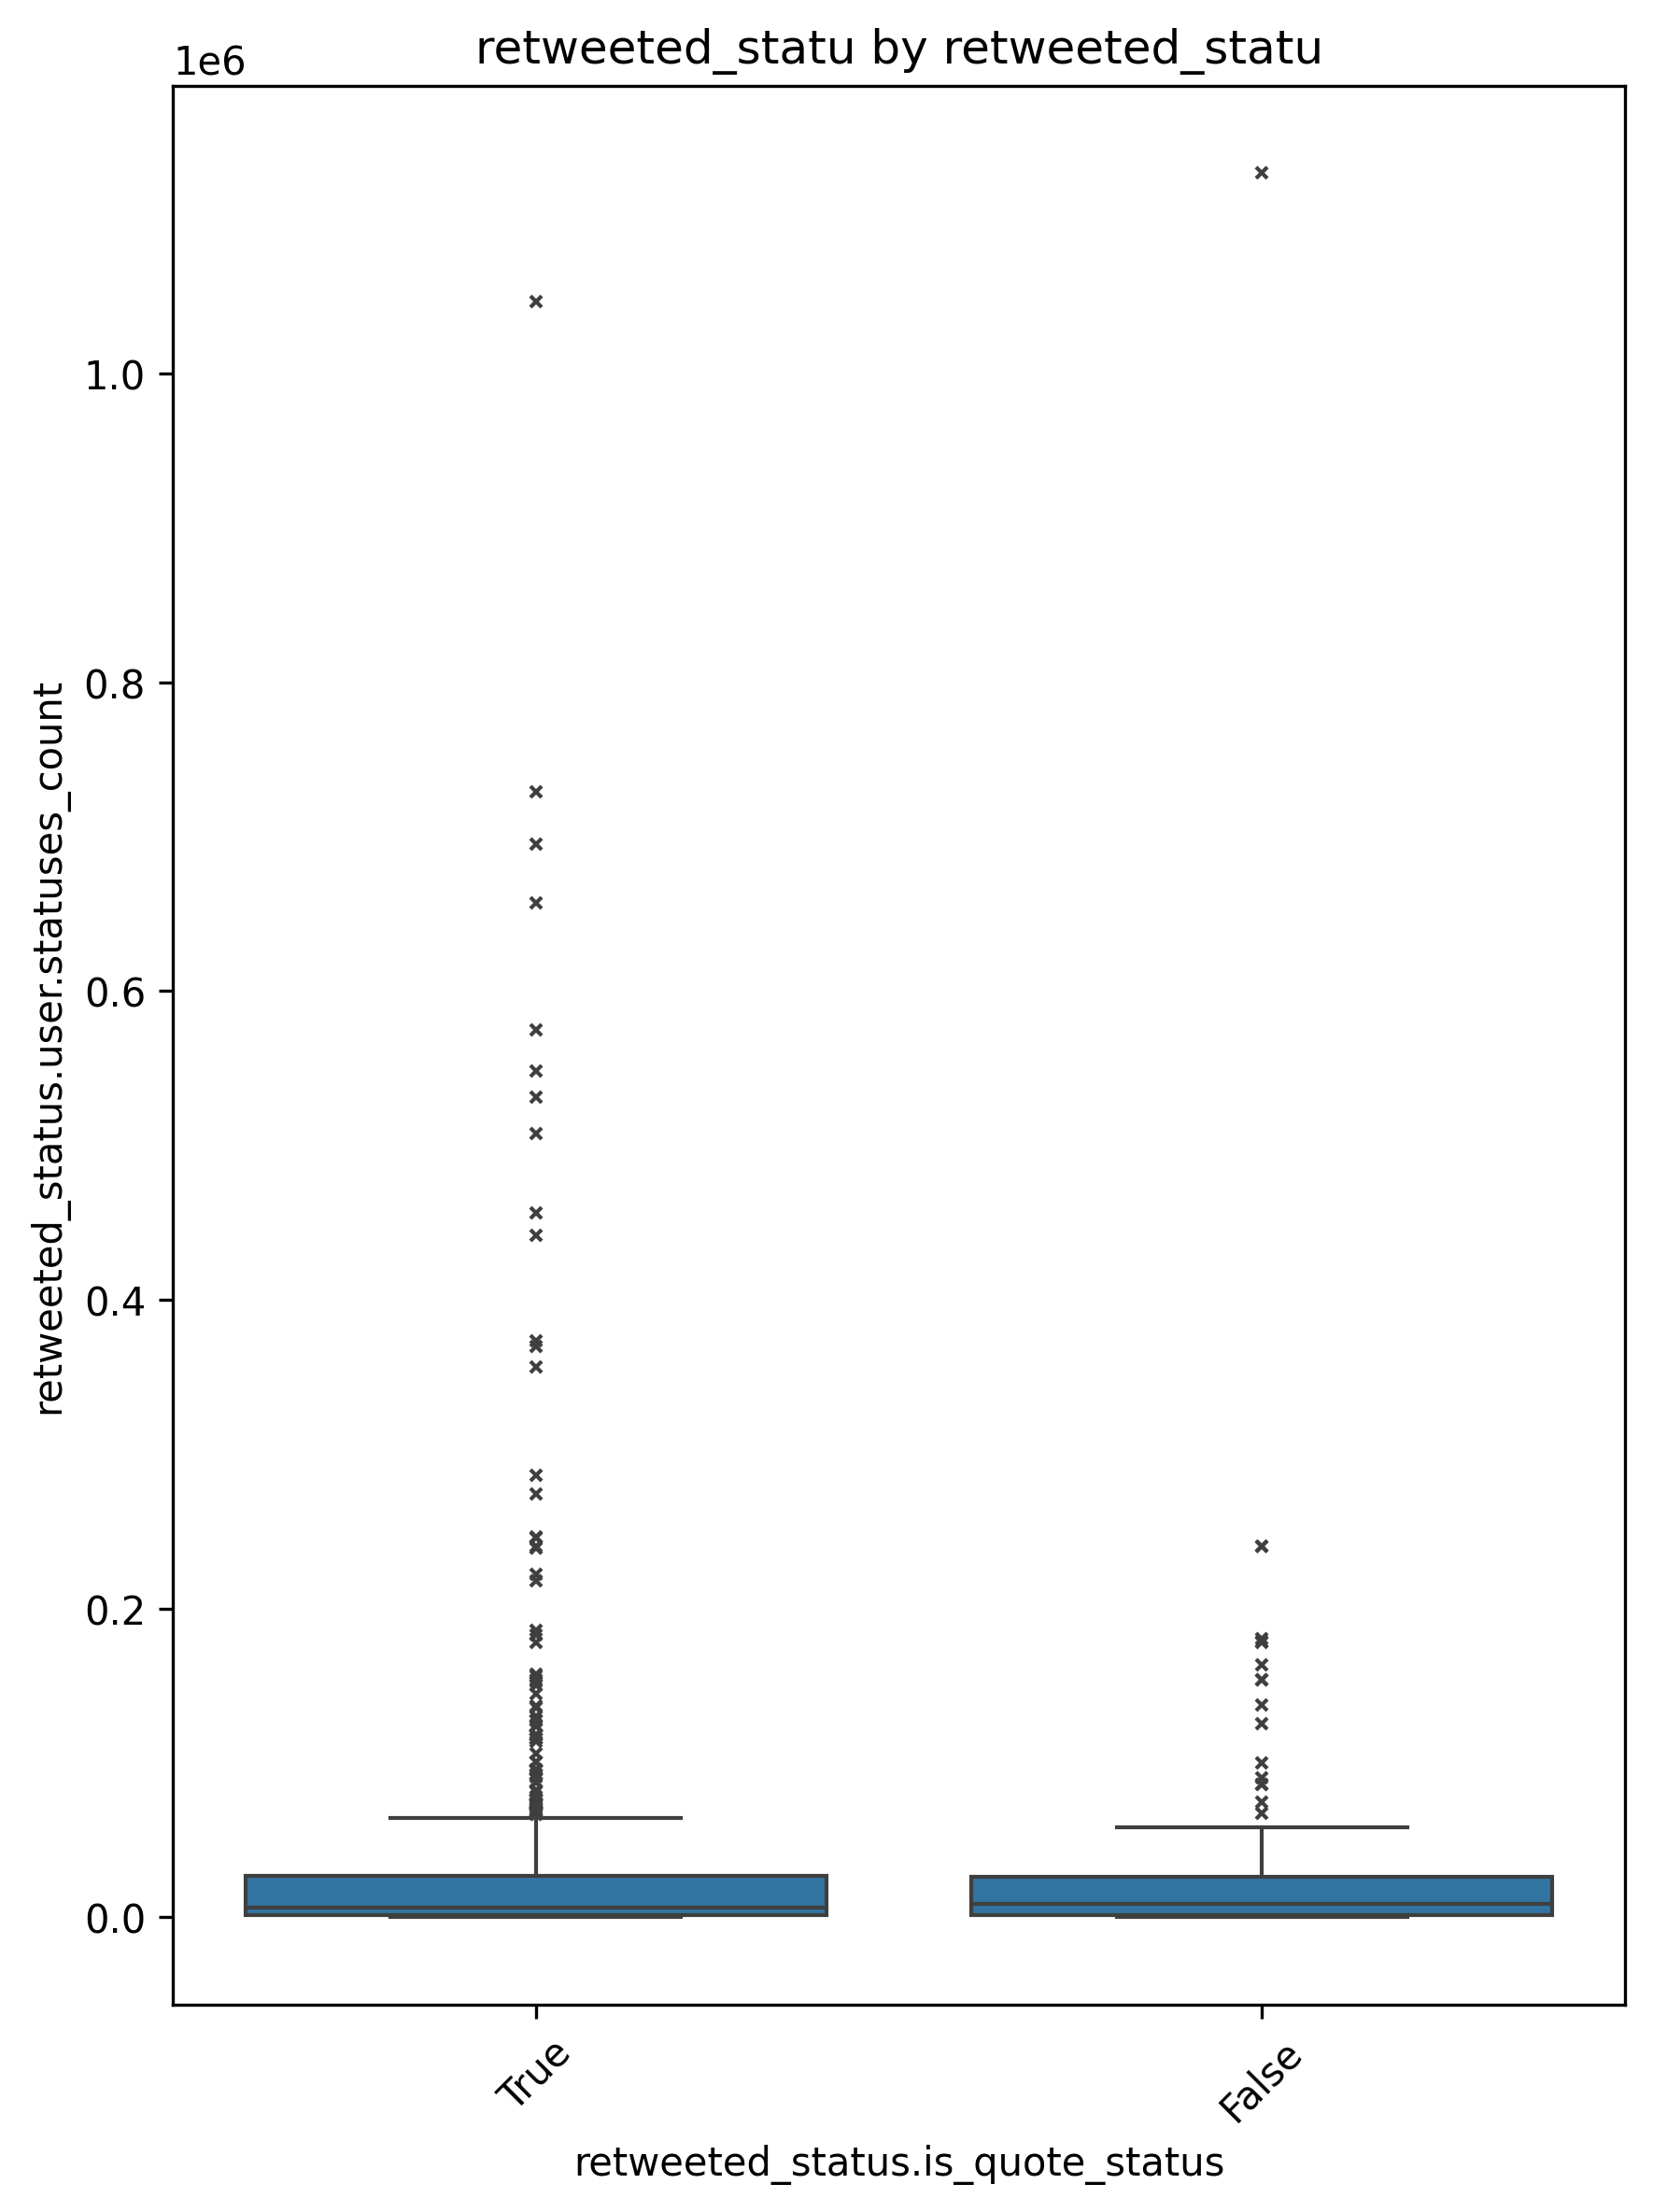 retweeted_statu by retweeted_statu
1e6
1.0
0.8
0.6
0.4
0.2
0.0
retweeted_status.user.statuses_count
True
False
retweeted_status.is_quote_status